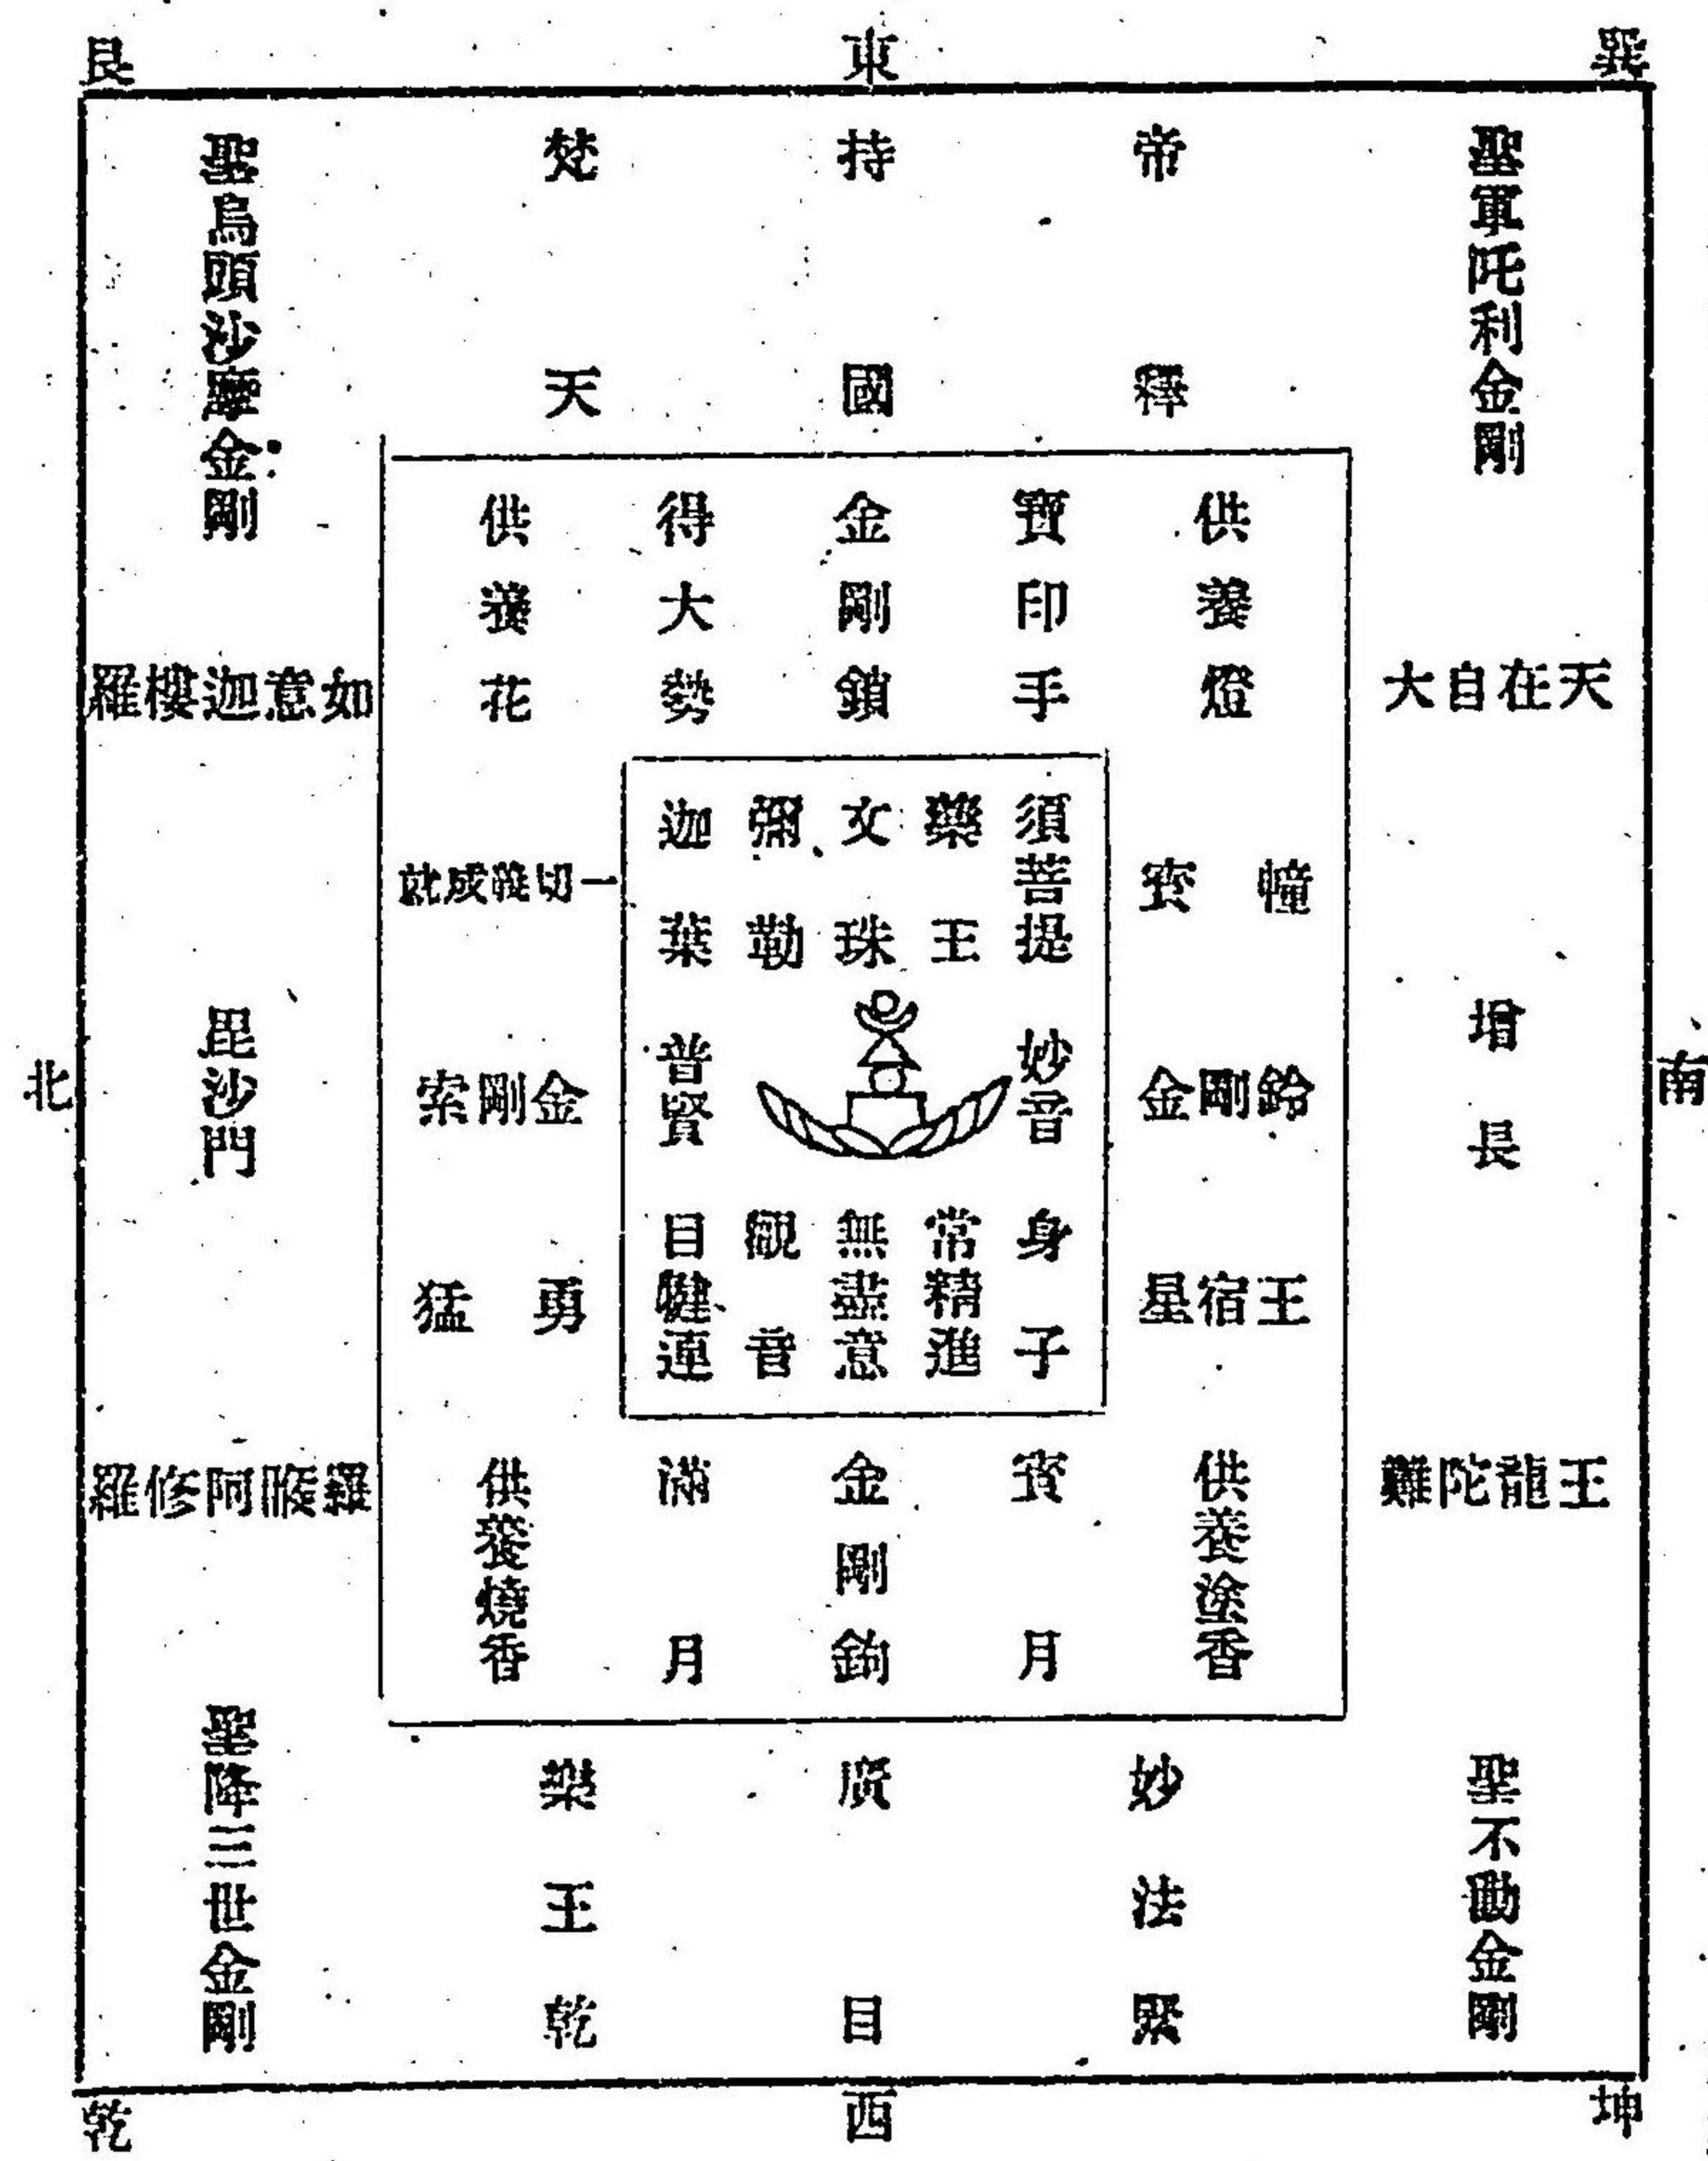 艮
東
巽
聖烏頭沙摩金剛
梵天
持國
帝釋
聖軍吒利金剛
供養花
得大勢
金剛鎖
寶印手
供養燈
如意迦樓羅
大自在天
迦葉
彌勒
文珠
藥王
須菩提
一切義成就
寳幢
毘沙門
增長
北
南
金剛索
普賢
妙音
金剛鈴
勇猛
目犍連
觀音
無盡意
常精進
身子
星宿王
羅睺阿修羅
難陀龍王
供養燒香
滿月
金剛鉤
寳月
供養塗香
聖降三世金剛
樂王乾
廣目
妙法緊
聖不動金剛
乾
西
坤